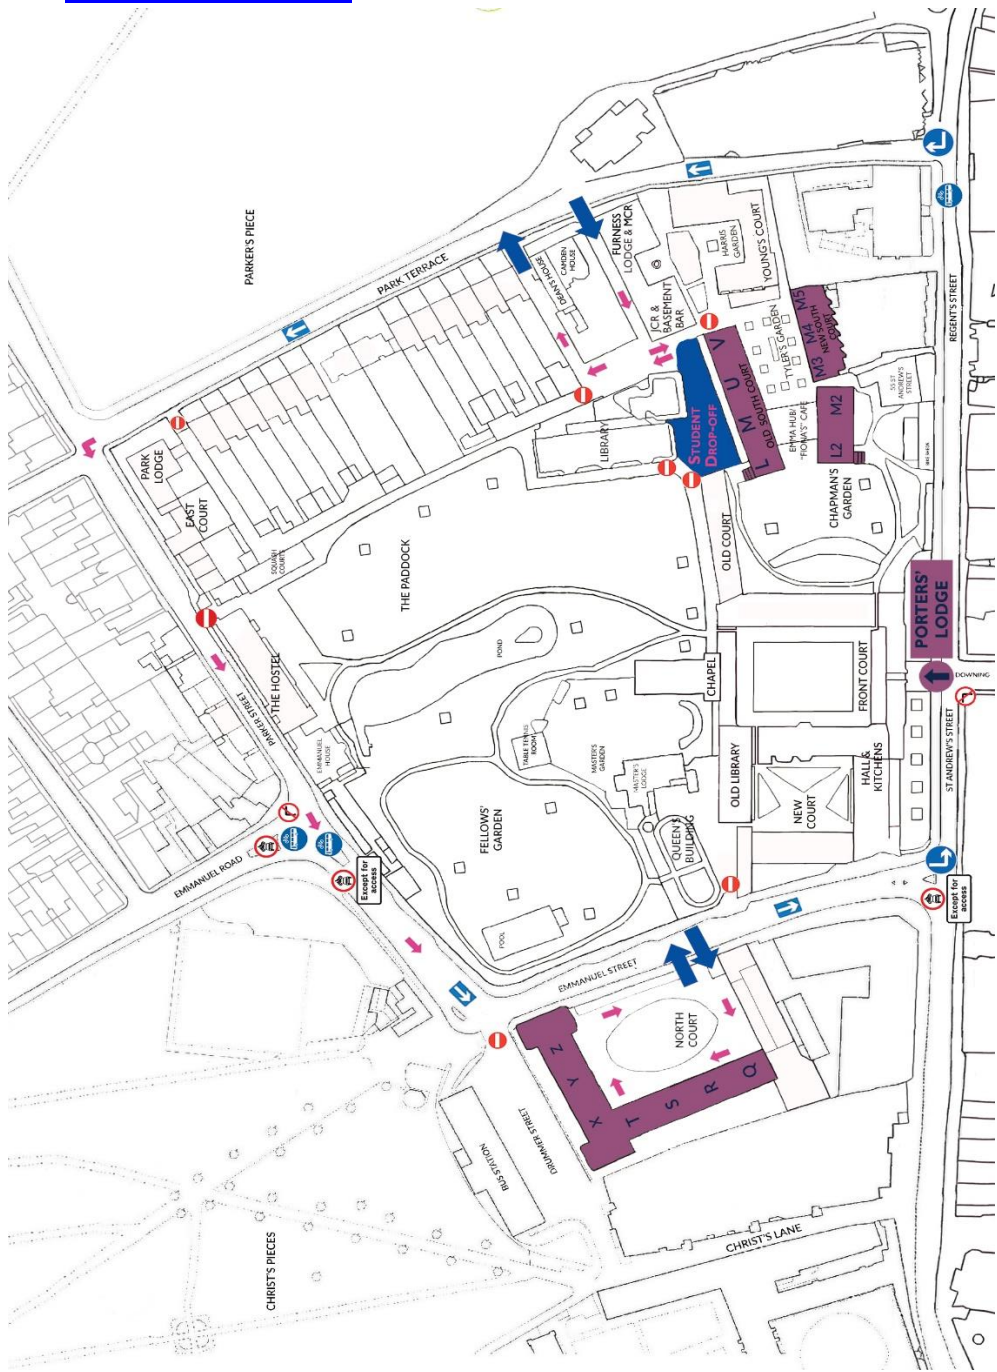 PARKER'S PIECE
PARK TERRACE
FURNESS
LODGE & MCR
DEAN'S HOUSE
CAMDEN
HOUSE
HARRIS
GARDEN
YOUNG'S COURT
JCR &
BASEMENT
BAR
REGENT'S STREET
TYLER'S GARDEN
M3 M4 M5
NEW SOUTH
COURT
L M U V
OLD SOUTH COURT
STUDENT
DROP-OFF
LIBRARY
EMMA HUB/
"FIONA'S" CAFE
L2 M2
55 ST
ANDREW'S
STREET
CHAPMAN'S
GARDEN
PARK
LODGE
EAST
COURT
SQUASH
COURTS
THE PADDOCK
OLD COURT
PORTERS'
LODGE
DOWNING
THE HOSTEL
PARKER STREET
EMMANUEL
HOUSE
POND
CHAPEL
FRONT COURT
ST ANDREW'S STREET
TABLE TENNIS
ROOM
MASTER'S
GARDEN
MASTER'S
LODGE
OLD LIBRARY
HALL &
KITCHENS
NEW
COURT
FELLOWS'
GARDEN
QUEEN'S
BUILDING
POOL
EMMANUEL ROAD
Except for
access
Except for
access
EMMANUEL STREET
NORTH
COURT
X Y Z
T S R Q
BUS STATION
DRUMMER STREET
CHRIST'S LANE
CHRIST'S PIECES